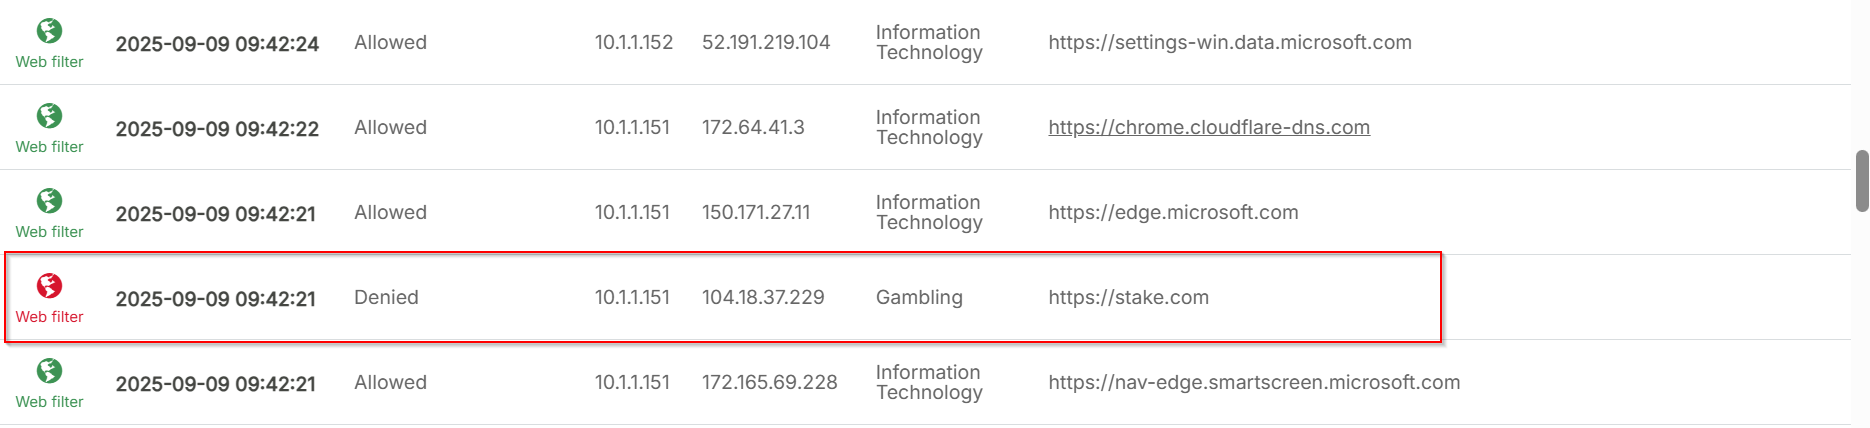 2025-09-09 09:42:24 Allowed 10.1.1.152 52.191.219.104 Information Technology https://settings-win.data.microsoft.com
Web filter
2025-09-09 09:42:22 Allowed 10.1.1.151 172.64.41.3 Information Technology https://chrome.cloudflare-dns.com
Web filter
2025-09-09 09:42:21 Allowed 10.1.1.151 150.171.27.11 Information Technology https://edge.microsoft.com
Web filter
2025-09-09 09:42:21 Denied 10.1.1.151 104.18.37.229 Gambling https://stake.com
Web filter
2025-09-09 09:42:21 Allowed 10.1.1.151 172.165.69.228 Information Technology https://nav-edge.smartscreen.microsoft.com
Web filter